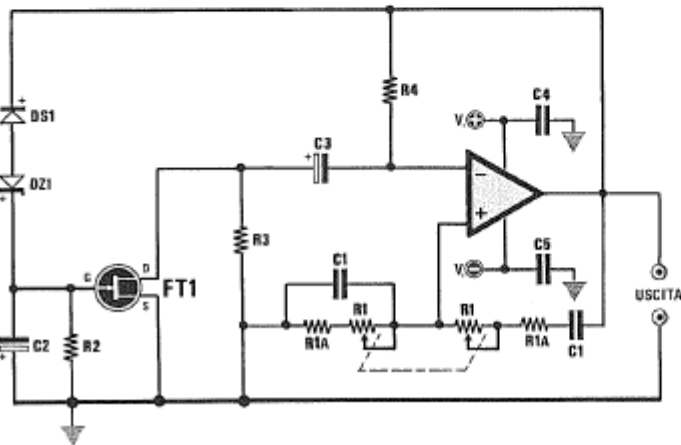 DS1
R4
C4
V.
C3
DZ1
R3
D
G
FT1
S
C1
C5
V.
USCITA
C2
R2
R1
R1
R1A
R1A
C1